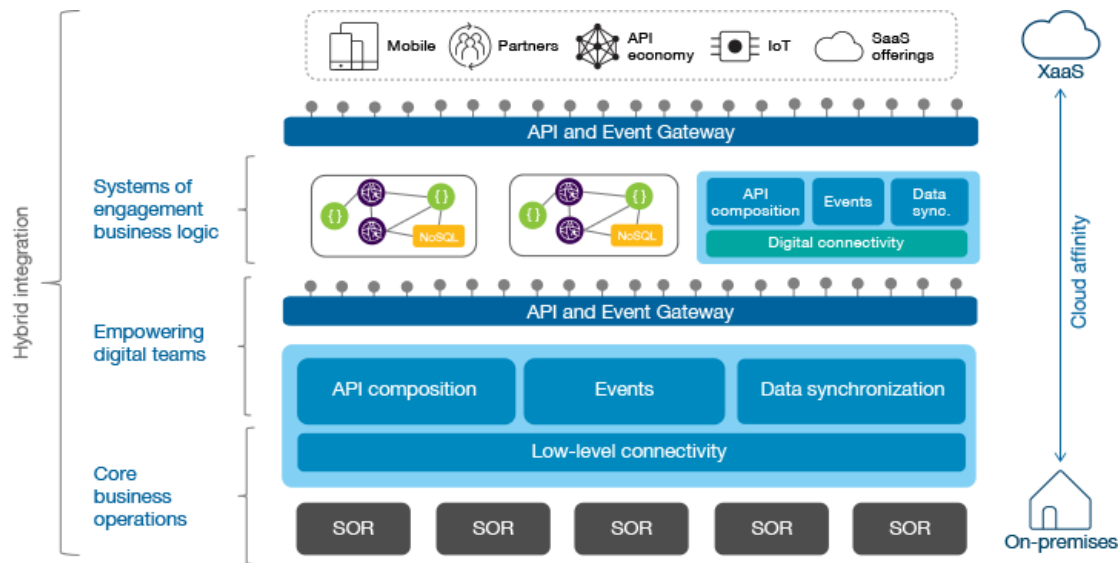 Mobile
Partners
API
economy
IoT
SaaS
offerings
XaaS
API and Event Gateway
Hybrid integration
Systems of
engagement
business logic
{ }
{ }
NoSQL
{ }
{ }
NoSQL
API
composition
Events
Data
sync.
Digital connectivity
Cloud affinity
API and Event Gateway
Empowering
digital teams
API composition
Events
Data synchronization
Low-level connectivity
Core
business
operations
SOR
SOR
SOR
SOR
SOR
On-premises